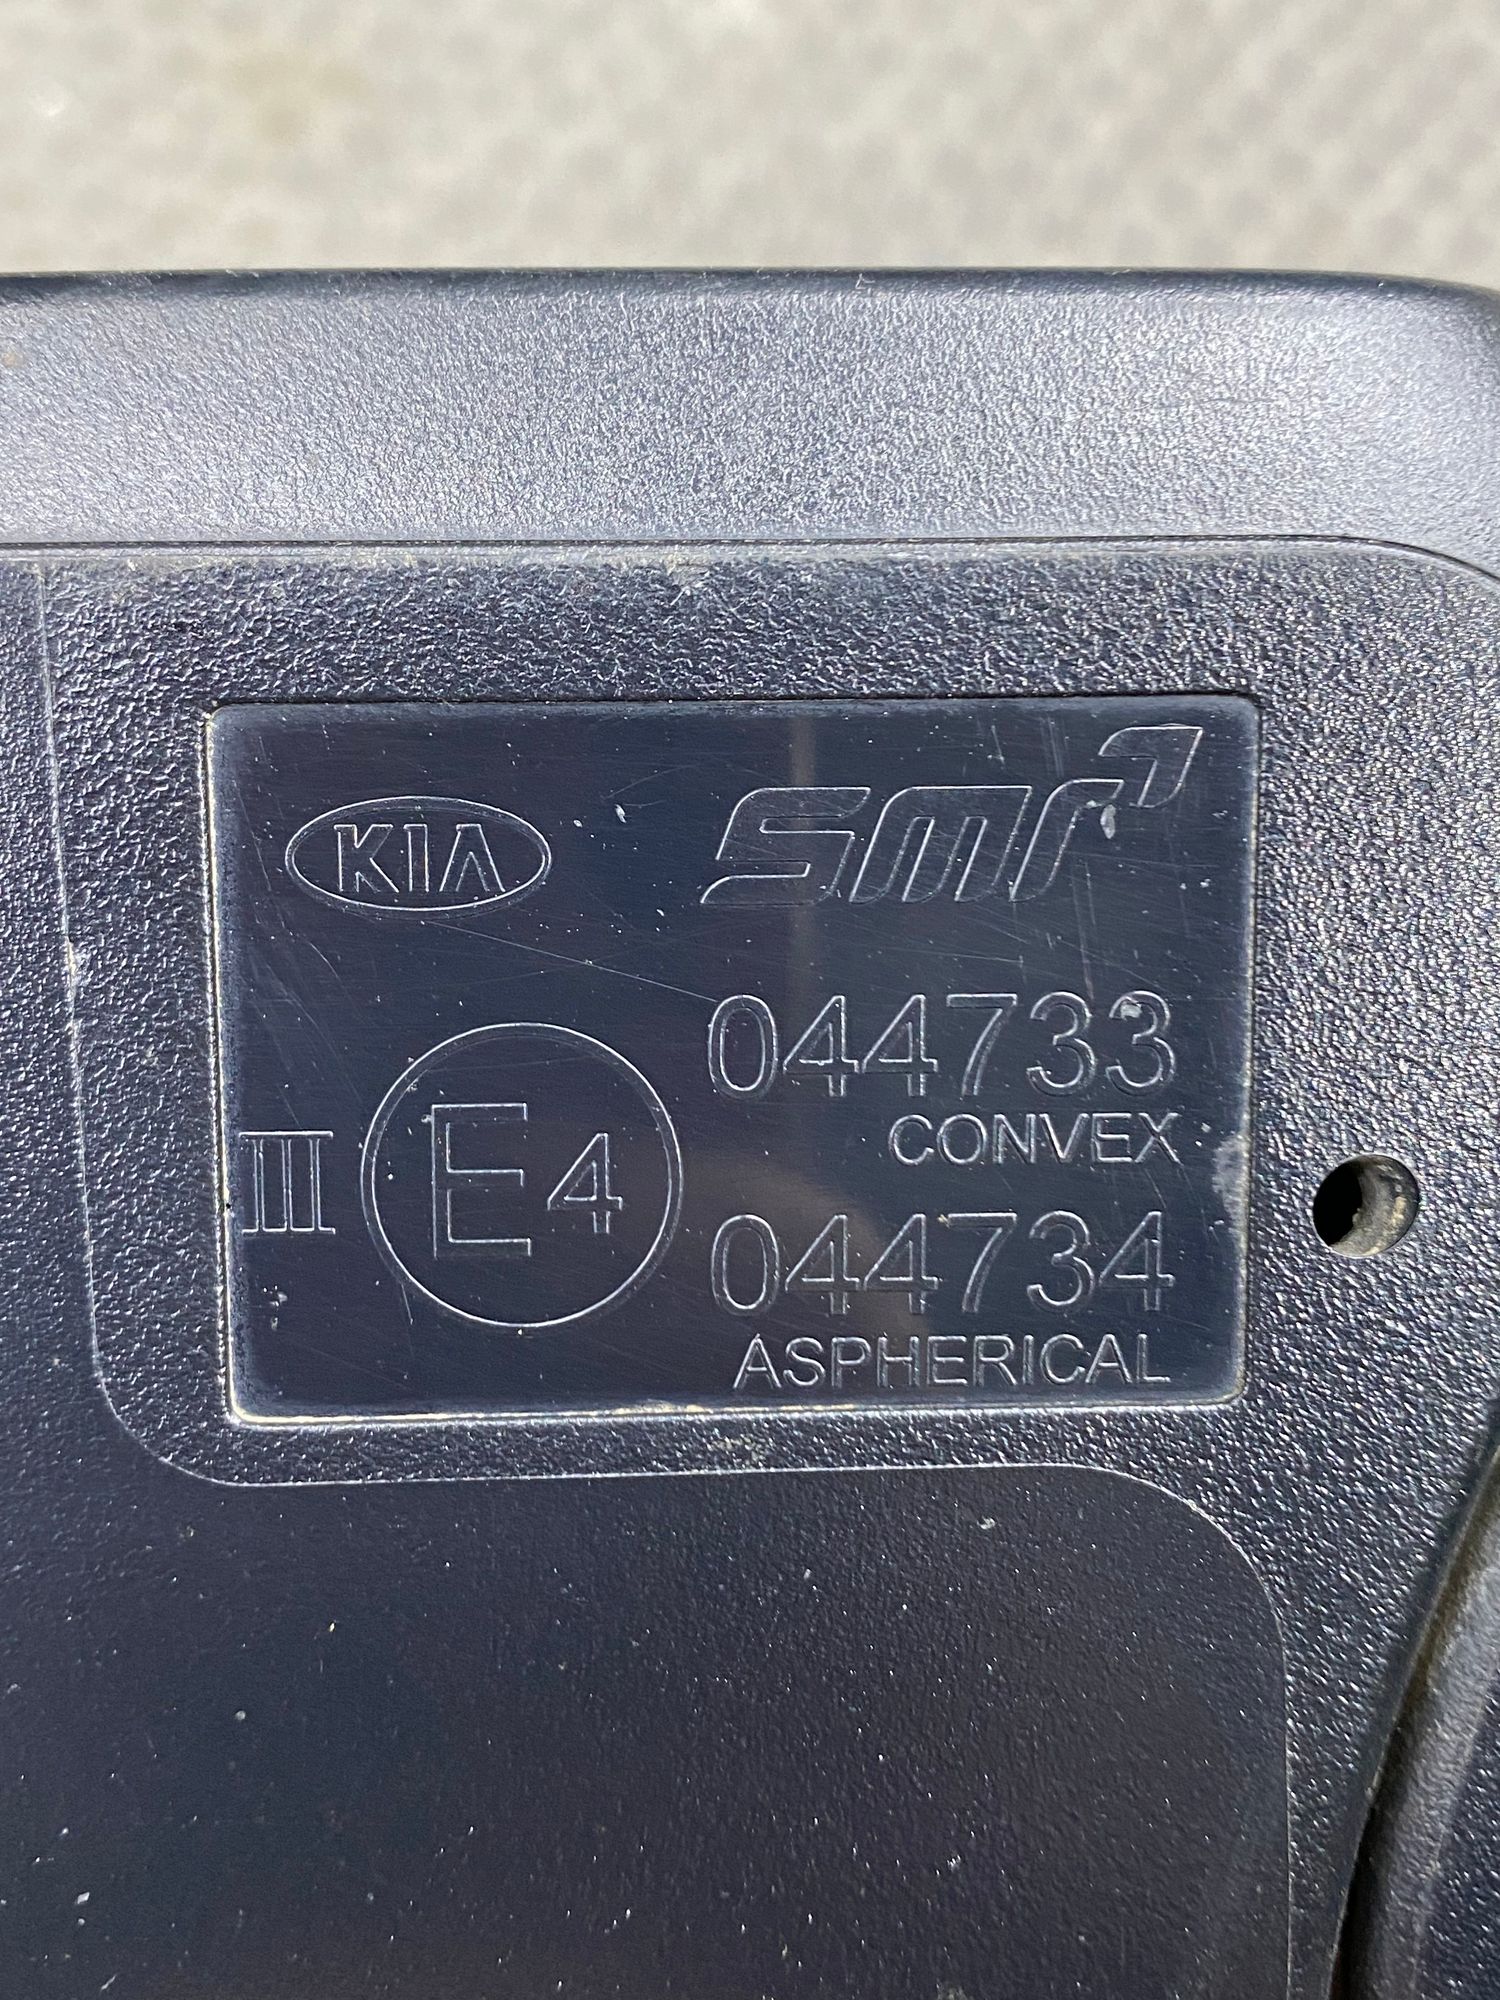 KIA smr
044733
CONVEX
III E4
044734
ASPHERICAL